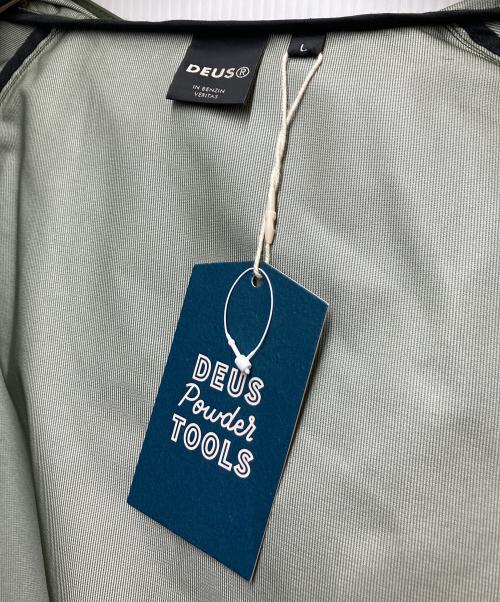 DEUS®
IN BENZIN
VERITAS
L
DEUS
Powder
TOOLS